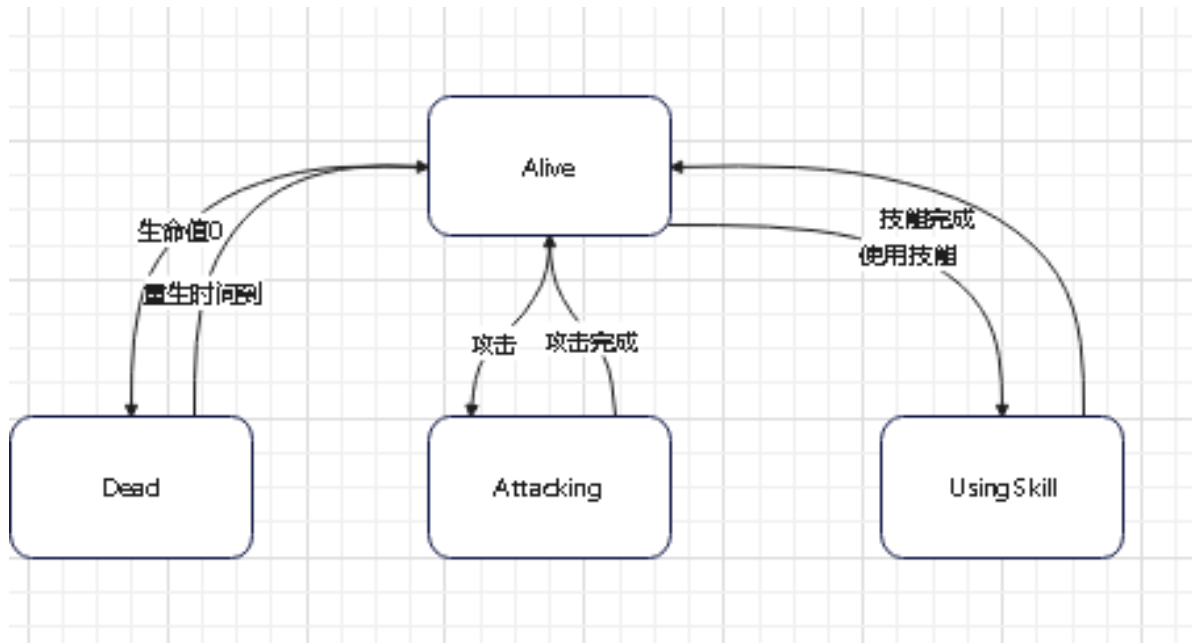 Alive
生命值0
技能完成
使用技能
重生时间到
攻击
攻击完成
Dead
Attacking
UsingSkill